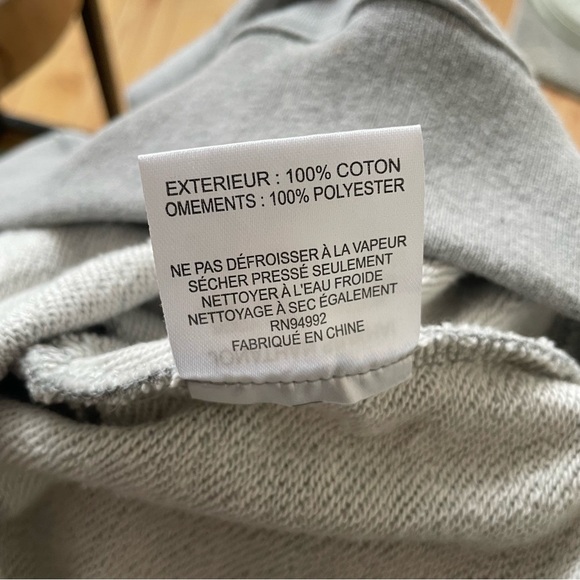 EXTERIEUR : 100% COTON
OMEMENTS : 100% POLYESTER
NE PAS DÉFROISSER À LA VAPEUR
SÉCHER PRESSÉ SEULEMENT
NETTOYER À L'EAU FROIDE
NETTOYAGE À SEC ÉGALEMENT
RN94992
FABRIQUÉ EN CHINE